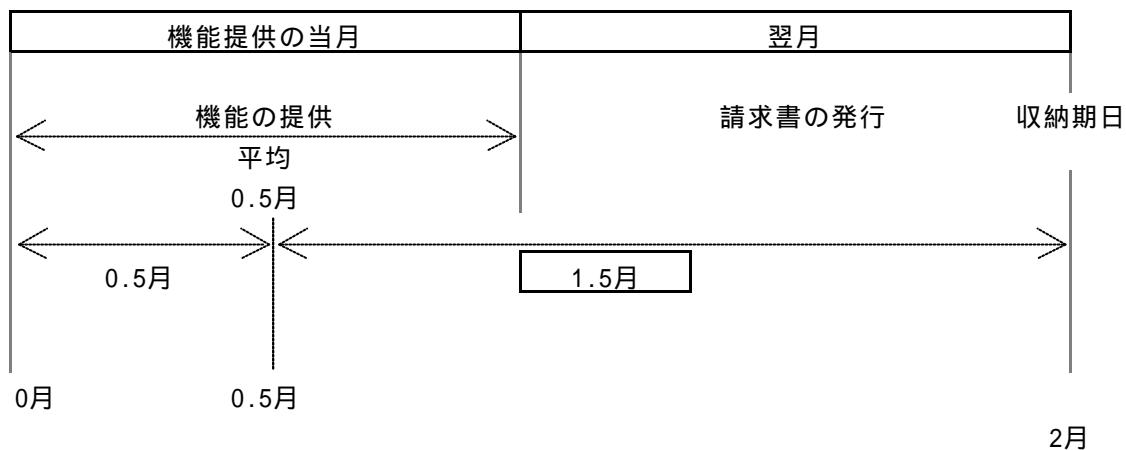 機能提供の当月 翌月
機能の提供 請求書の発行 収納期日
平均
0.5月
0.5月 1.5月
0月 0.5月
2月